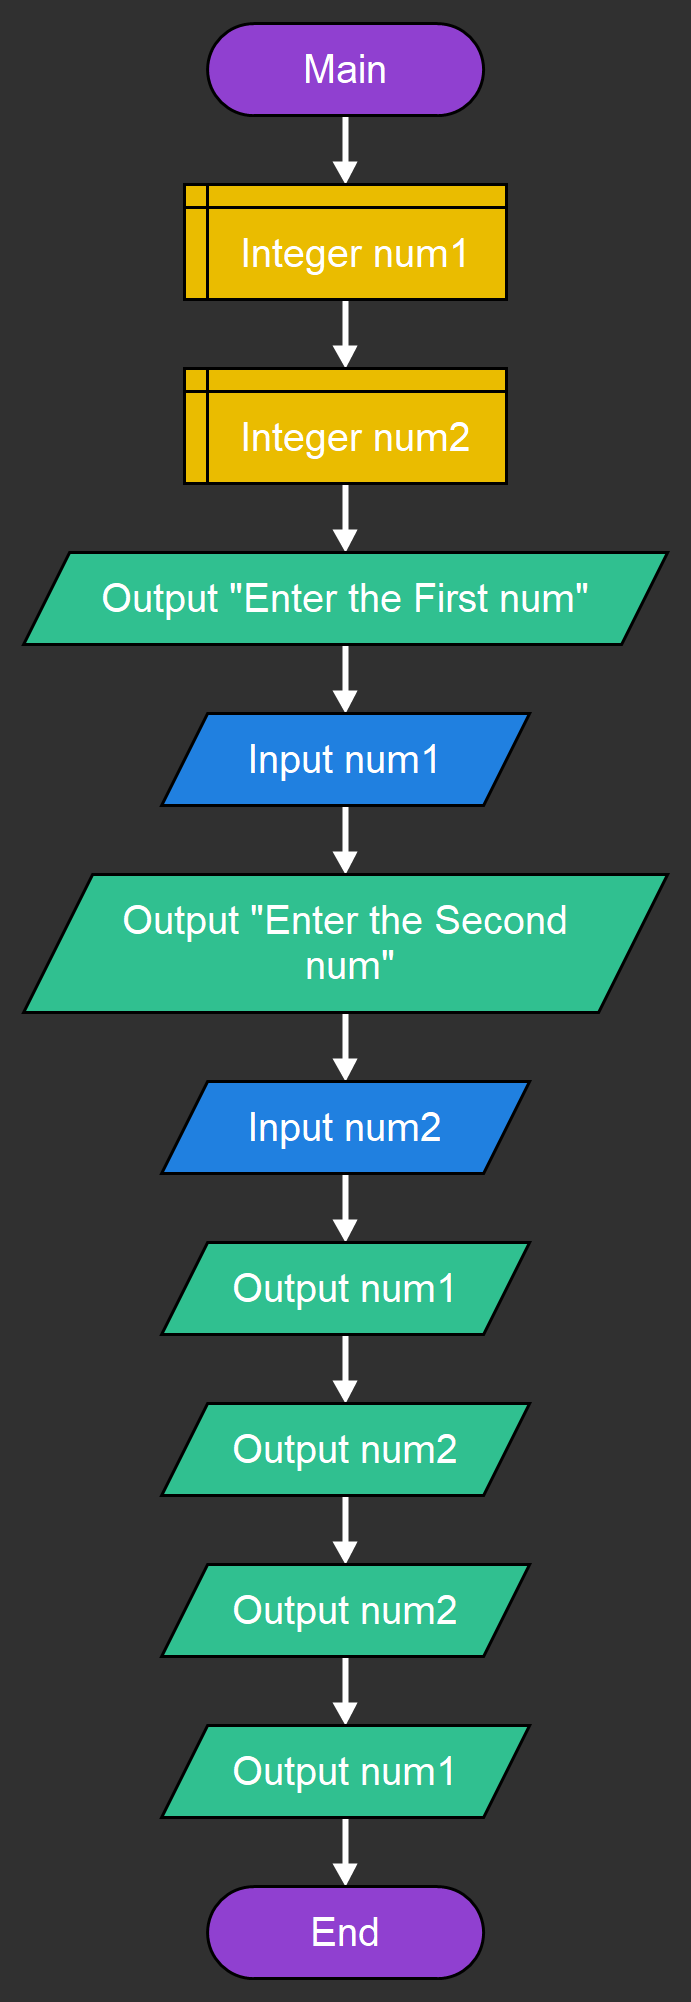 Main
Integer num1
Integer num2
Output "Enter the First num"
Input num1
Output "Enter the Second
num"
Input num2
Output num1
Output num2
Output num2
Output num1
End